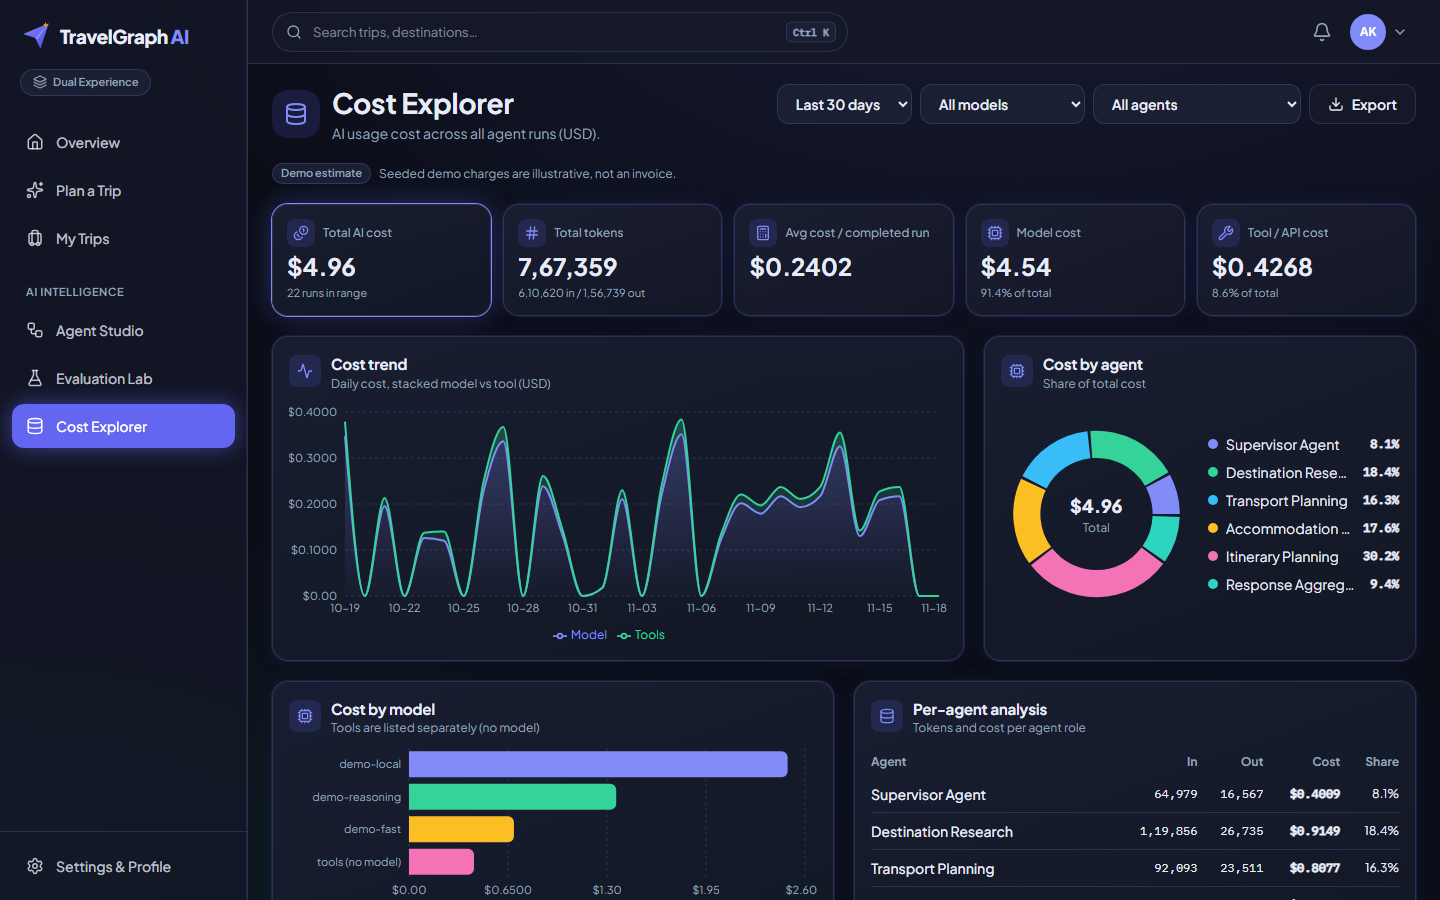 TravelGraph AI
Dual Experience
Overview
Plan a Trip
My Trips
AI INTELLIGENCE
Agent Studio
Evaluation Lab
Cost Explorer
Settings & Profile
Search trips, destinations...
Ctrl K
AK
Cost Explorer
AI usage cost across all agent runs (USD).
Last 30 days
All models
All agents
Export
Demo estimate
Seeded demo charges are illustrative, not an invoice.
Total AI cost
$4.96
22 runs in range
Total tokens
7,67,359
6,10,620 in / 1,56,739 out
Avg cost / completed run
$0.2402
Model cost
$4.54
91.4% of total
Tool / API cost
$0.4268
8.6% of total
Cost trend
Daily cost, stacked model vs tool (USD)
$0.4000
$0.3000
$0.2000
$0.1000
$0.00
10-19 10-22 10-25 10-28 10-31 11-03 11-06 11-09 11-12 11-15 11-18
Model Tools
Cost by agent
Share of total cost
$4.96
Total
Supervisor Agent 8.1%
Destination Rese... 18.4%
Transport Planning 16.3%
Accommodation ... 17.6%
Itinerary Planning 30.2%
Response Aggreg... 9.4%
Cost by model
Tools are listed separately (no model)
demo-local
demo-reasoning
demo-fast
tools (no model)
$0.00 $0.6500 $1.30 $1.95 $2.60
Per-agent analysis
Tokens and cost per agent role
Agent In Out Cost Share
Supervisor Agent 64,979 16,567 $0.4009 8.1%
Destination Research 1,19,856 26,735 $0.9149 18.4%
Transport Planning 92,093 23,511 $0.8077 16.3%